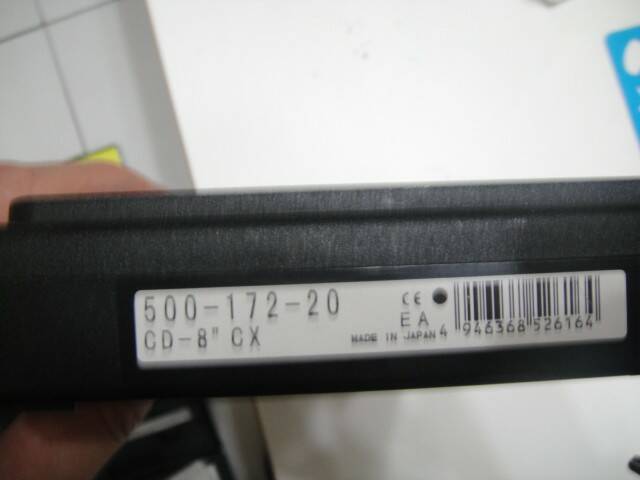 500-172-20
CD-8" CX
CE
EA
MADE IN JAPAN
4 946368 526164